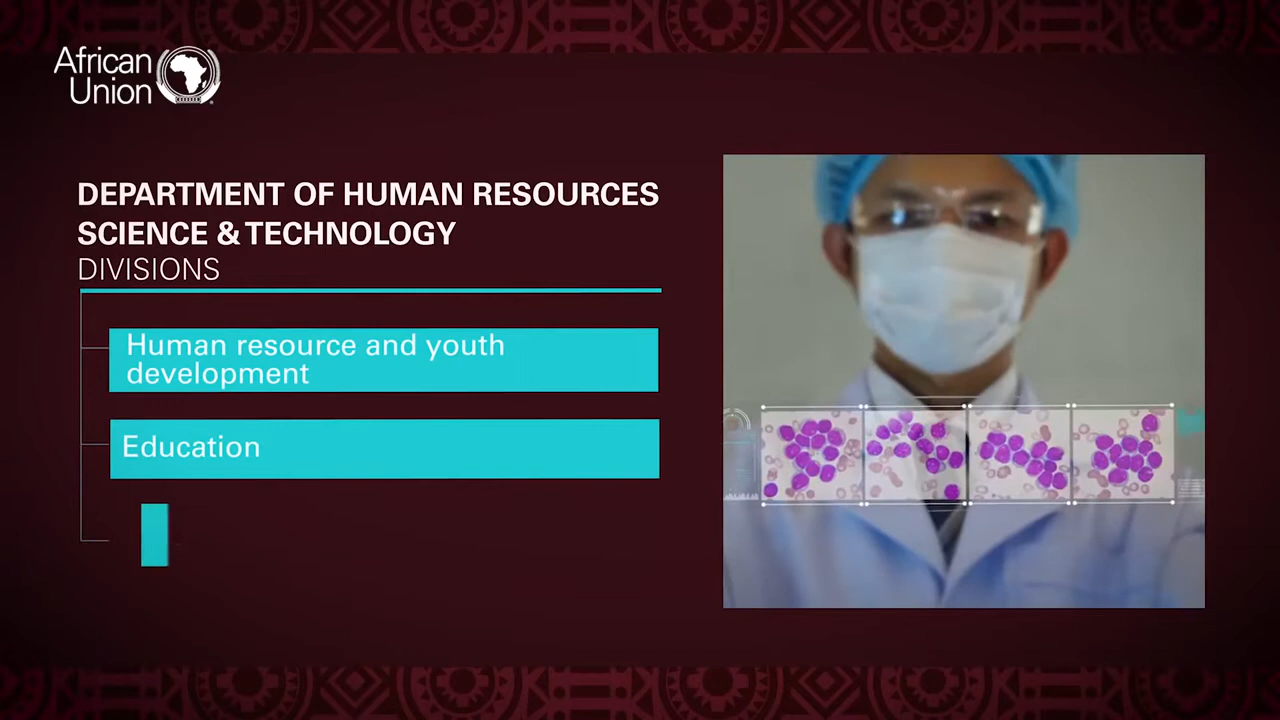 African
Union
DEPARTMENT OF HUMAN RESOURCES
SCIENCE & TECHNOLOGY
DIVISIONS
Human resource and youth
development
Education